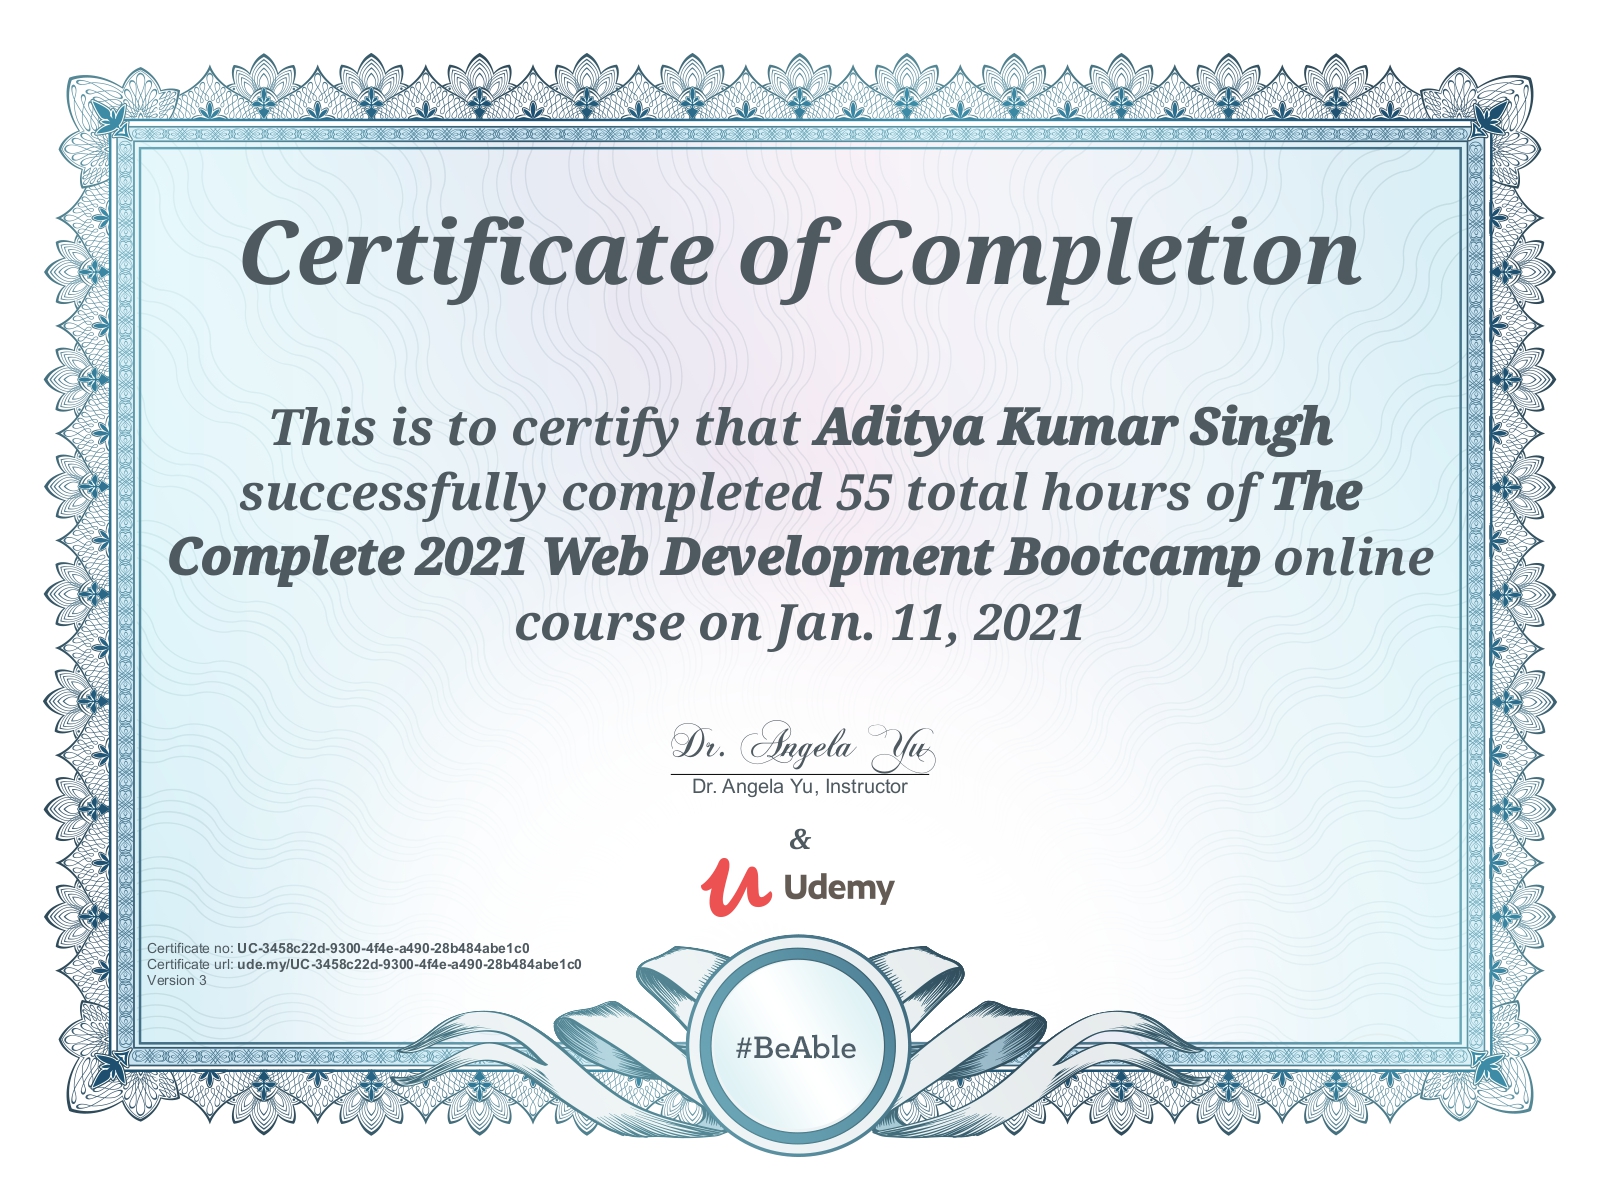 Certificate of Completion
This is to certify that Aditya Kumar Singh
successfully completed 55 total hours of The
Complete 2021 Web Development Bootcamp online
course on Jan. 11, 2021
Dr. Angela Yu
Dr. Angela Yu, Instructor
&
Udemy
Certificate no: UC-3458c22d-9300-4f4e-a490-28b484abe1c0
Certificate url: ude.my/UC-3458c22d-9300-4f4e-a490-28b484abe1c0
Version 3
#BeAble